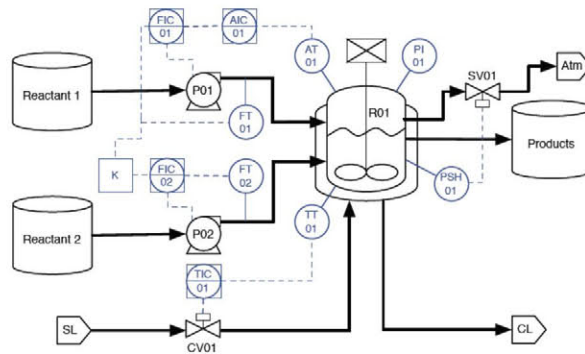 FIC
01
AIC
01
AT
01
PI
01
SV01
Atm
Reactant 1
P01
R01
FT
01
Products
K
FIC
02
FT
02
PSH
01
Reactant 2
P02
TT
01
TIC
01
SL
CV01
CL